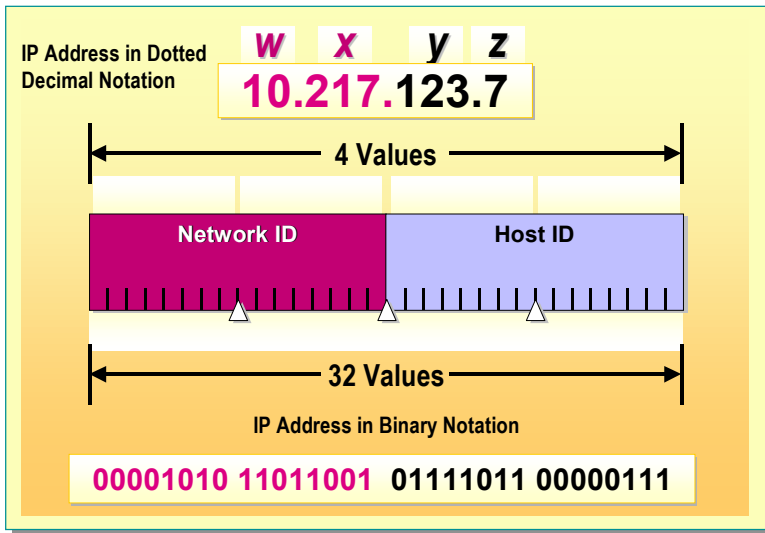 w x y z
IP Address in Dotted
Decimal Notation
10.217.123.7
4 Values
Network ID Host ID
32 Values
IP Address in Binary Notation
00001010 11011001 01111011 00000111